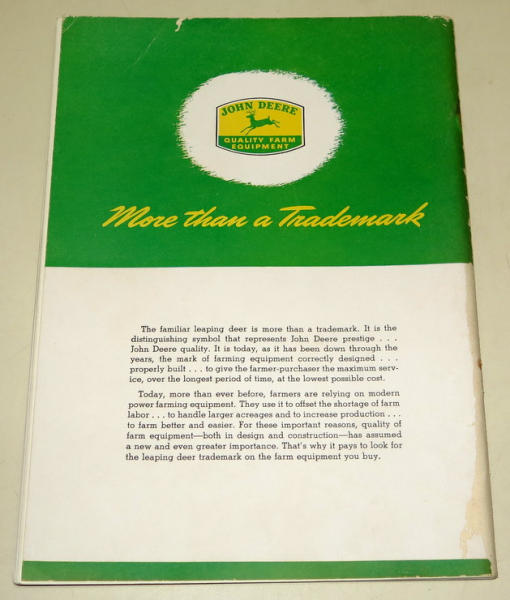 JOHN DEERE
QUALITY FARM
EQUIPMENT
More than a Trademark
The familiar leaping deer is more than a trademark. It is the
distinguishing symbol that represents John Deere prestige . . .
John Deere quality. It is today, as it has been down through the
years, the mark of farming equipment correctly designed . . .
properly built . . . to give the farmer-purchaser the maximum serv-
ice, over the longest period of time, at the lowest possible cost.
Today, more than ever before, farmers are relying on modern
power farming equipment. They use it to offset the shortage of farm
labor . . . to handle larger acreages and to increase production . . .
to farm better and easier. For these important reasons, quality of
farm equipment—both in design and construction—has assumed
a new and even greater importance. That's why it pays to look for
the leaping deer trademark on the farm equipment you buy.